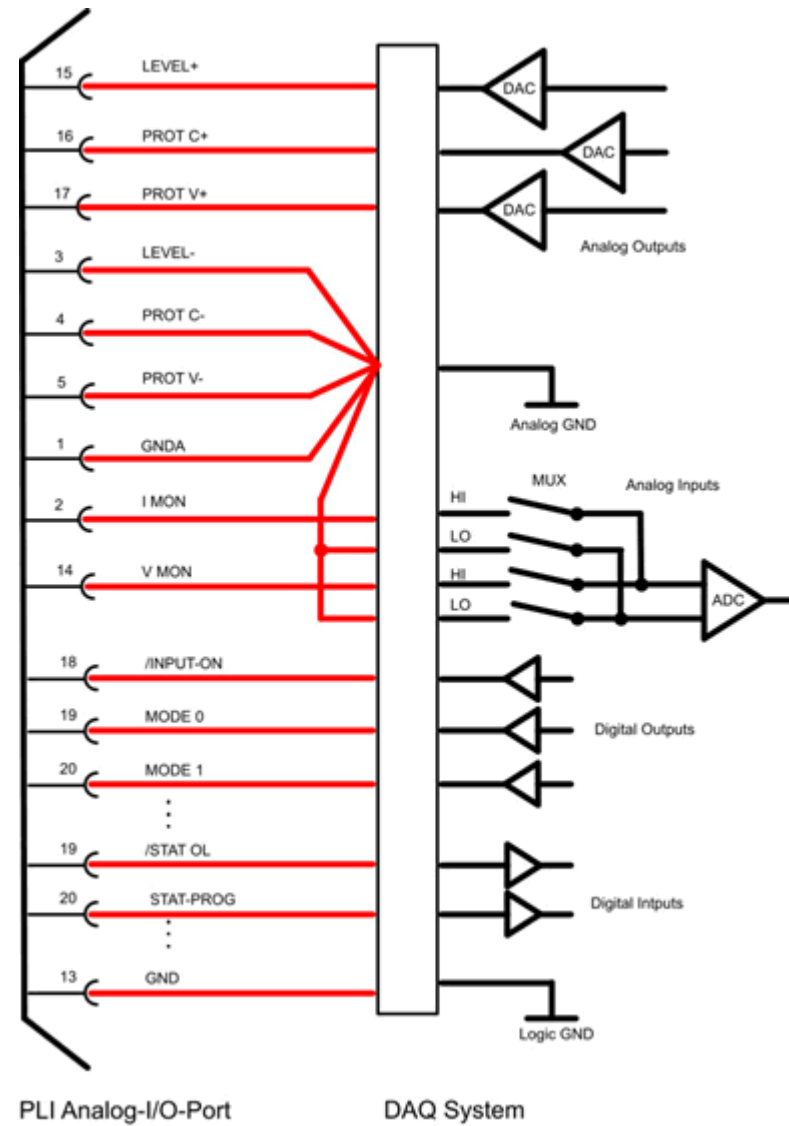 15 LEVEL+
DAC
16 PROT C+
DAC
17 PROT V+
DAC
Analog Outputs
3 LEVEL-
4 PROT C-
5 PROT V-
Analog GND
1 GNDA
2 I MON
HI
MUX
Analog Inputs
LO
14 V MON
HI
LO
ADC
18 /INPUT-ON
19 MODE 0
Digital Outputs
20 MODE 1
19 /STAT OL
20 STAT-PROG
Digital Intputs
13 GND
Logic GND
PLI Analog-I/O-Port
DAQ System